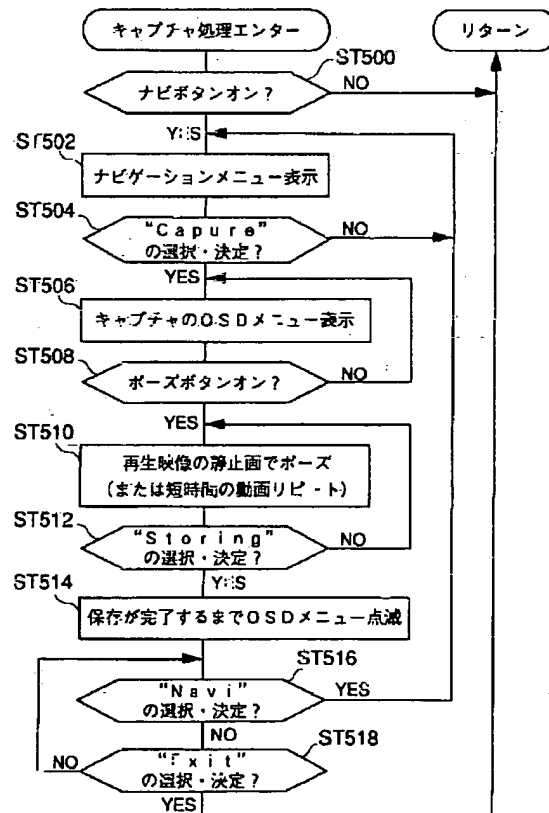 キャプチャ処理エンター
リターン
ST500
ナビボタンオン?
NO
YES
ST502
ナビゲーションメニュー表示
ST504
“Capure”
の選択・決定?
NO
YES
ST506
キャプチャのOSDメニュー表示
ST508
ポーズボタンオン?
NO
YES
ST510
再生映像の静止画でポーズ
(または短時間の動画リピート)
ST512
“Storing”
の選択・決定?
NO
YES
ST514
保存が完了するまでOSDメニュー点滅
ST516
“Navi”
の選択・決定?
YES
NO
ST518
“Exit”
の選択・決定?
NO
YES